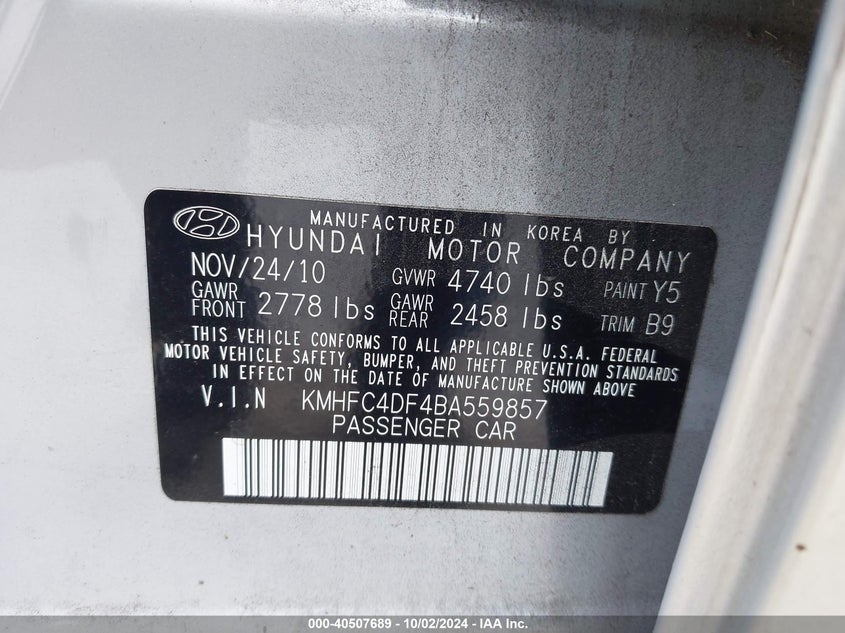 MANUFACTURED IN KOREA BY
HYUNDAI MOTOR COMPANY
NOV/24/10 GVWR 4740 lbs PAINT Y5
GAWR FRONT 2778 lbs GAWR REAR 2458 lbs TRIM B9
THIS VEHICLE CONFORMS TO ALL APPLICABLE U.S.A. FEDERAL
MOTOR VEHICLE SAFETY, BUMPER, AND THEFT PREVENTION STANDARDS
IN EFFECT ON THE DATE OF MANUFACTURE SHOWN ABOVE
V.I.N KMHFC4DF4BA559857
PASSENGER CAR
000-40507689 - 10/02/2024 - IAA Inc.